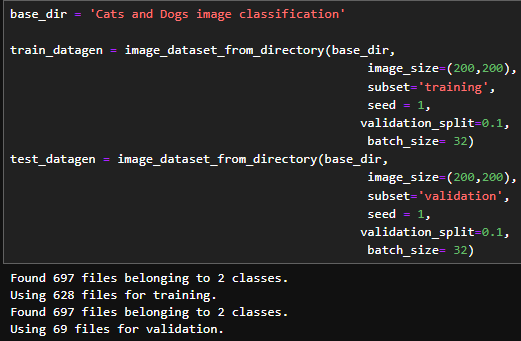 base_dir = 'Cats and Dogs image classification'
train_datagen = image_dataset_from_directory(base_dir,
image_size=(200,200),
subset='training',
seed = 1,
validation_split=0.1,
batch_size= 32)
test_datagen = image_dataset_from_directory(base_dir,
image_size=(200,200),
subset='validation',
seed = 1,
validation_split=0.1,
batch_size= 32)
Found 697 files belonging to 2 classes.
Using 628 files for training.
Found 697 files belonging to 2 classes.
Using 69 files for validation.